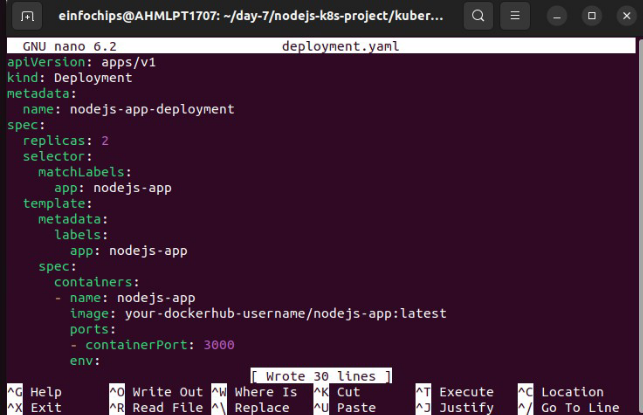 einfochips@AHMLPT1707: ~/day-7/nodejs-k8s-project/kuber...
GNU nano 6.2 deployment.yaml
apiVersion: apps/v1
kind: Deployment
metadata:
  name: nodejs-app-deployment
spec:
  replicas: 2
  selector:
    matchLabels:
      app: nodejs-app
  template:
    metadata:
      labels:
        app: nodejs-app
    spec:
      containers:
      - name: nodejs-app
        image: your-dockerhub-username/nodejs-app:latest
        ports:
        - containerPort: 3000
        env:
[ Wrote 30 lines ]
^G Help ^O Write Out ^W Where Is ^K Cut ^T Execute ^C Location
^X Exit ^R Read File ^\ Replace ^U Paste ^J Justify ^/ Go To Line